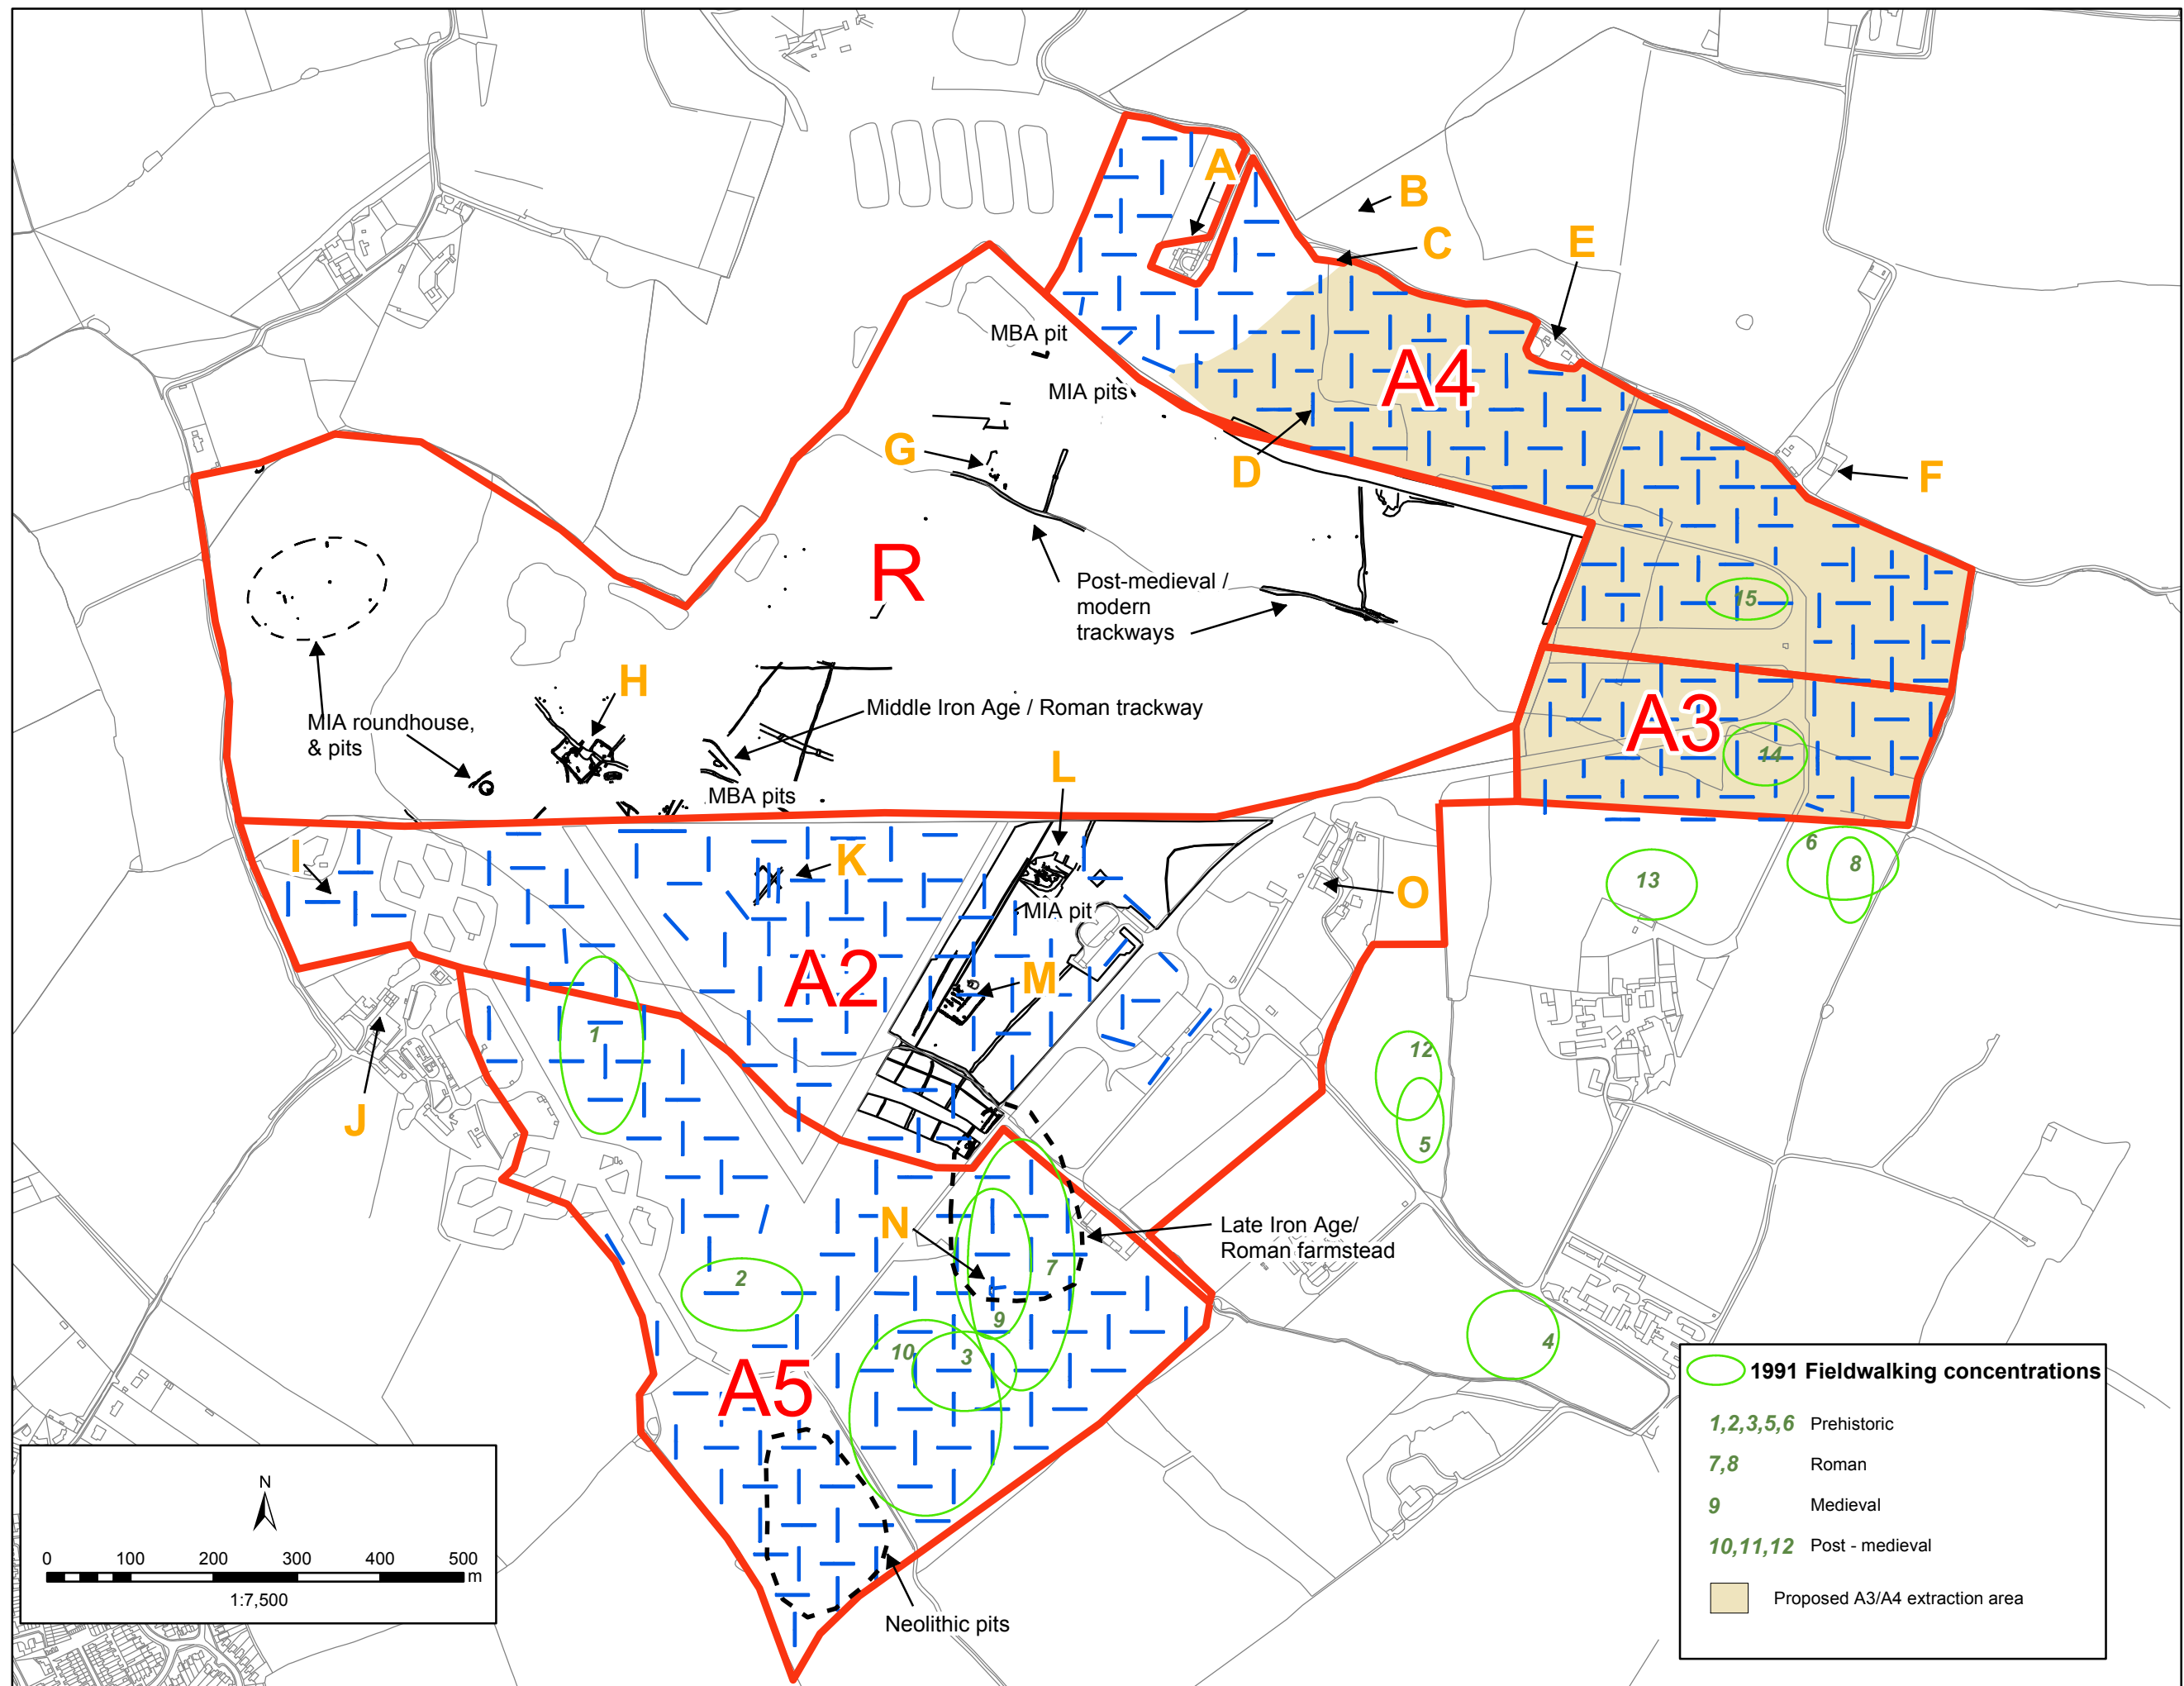 A
B
C
E
MBA pit
MIA pits
A4
G
D
F
R
Post-medieval /
modern
trackways
15
H
MIA roundhouse,
& pits
Middle Iron Age / Roman trackway
A3
14
MBA pits
L
I
K
6
8
13
O
MIA pit
A2
M
1
12
5
J
N
Late Iron Age/
Roman farmstead
7
2
9
10
3
4
A5
Neolithic pits
N
0 100 200 300 400 500
m
1:7,500
1991 Fieldwalking concentrations
1,2,3,5,6 Prehistoric
7,8 Roman
9 Medieval
10,11,12 Post - medieval
Proposed A3/A4 extraction area